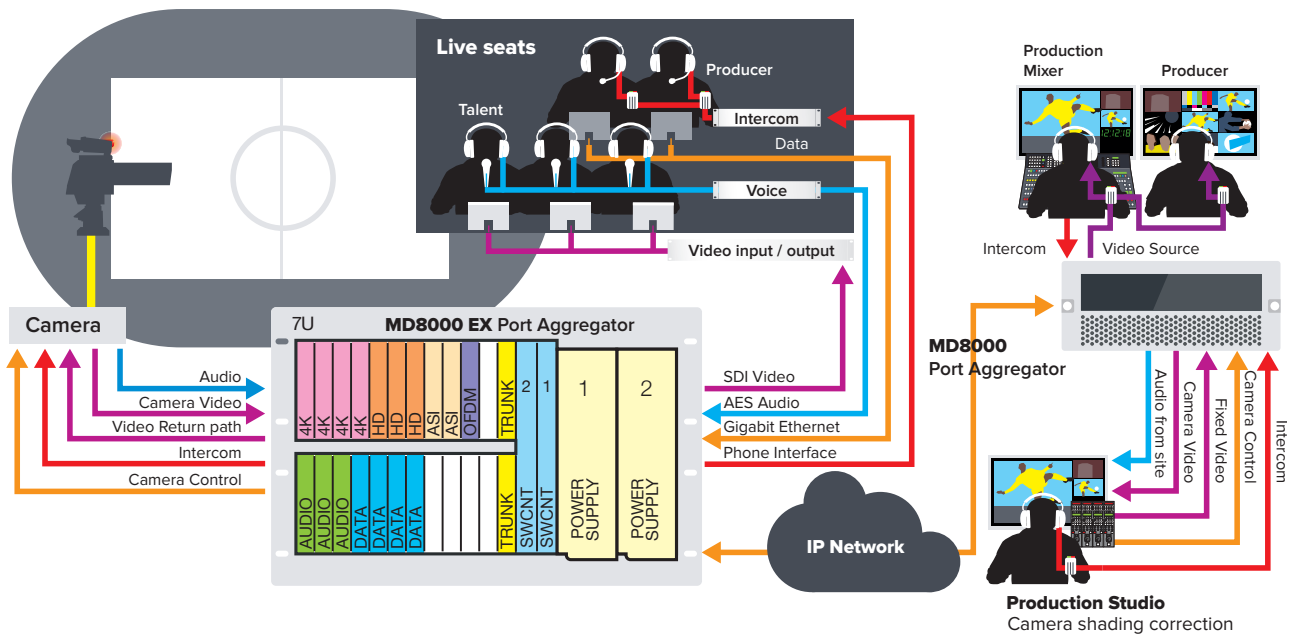 Live seats
Producer
Talent
Intercom
Data
Voice
Video input / output
Production
Mixer
Producer
12:12:18
Intercom
Video Source
Camera
7U
MD8000 EX Port Aggregator
Audio
Camera Video
Video Return path
Intercom
Camera Control
4K
4K
4K
4K
HD
HD
HD
ASI
ASI
OFDM
TRUNK
2
1
1
2
AUDIO
AUDIO
AUDIO
DATA
DATA
DATA
DATA
TRUNK
SWCNT
SWCNT
POWER
SUPPLY
POWER
SUPPLY
SDI Video
AES Audio
Gigabit Ethernet
Phone Interface
IP Network
MD8000
Port Aggregator
Audio from site
Camera Video
Fixed Video
Camera Control
Intercom
Production Studio
Camera shading correction